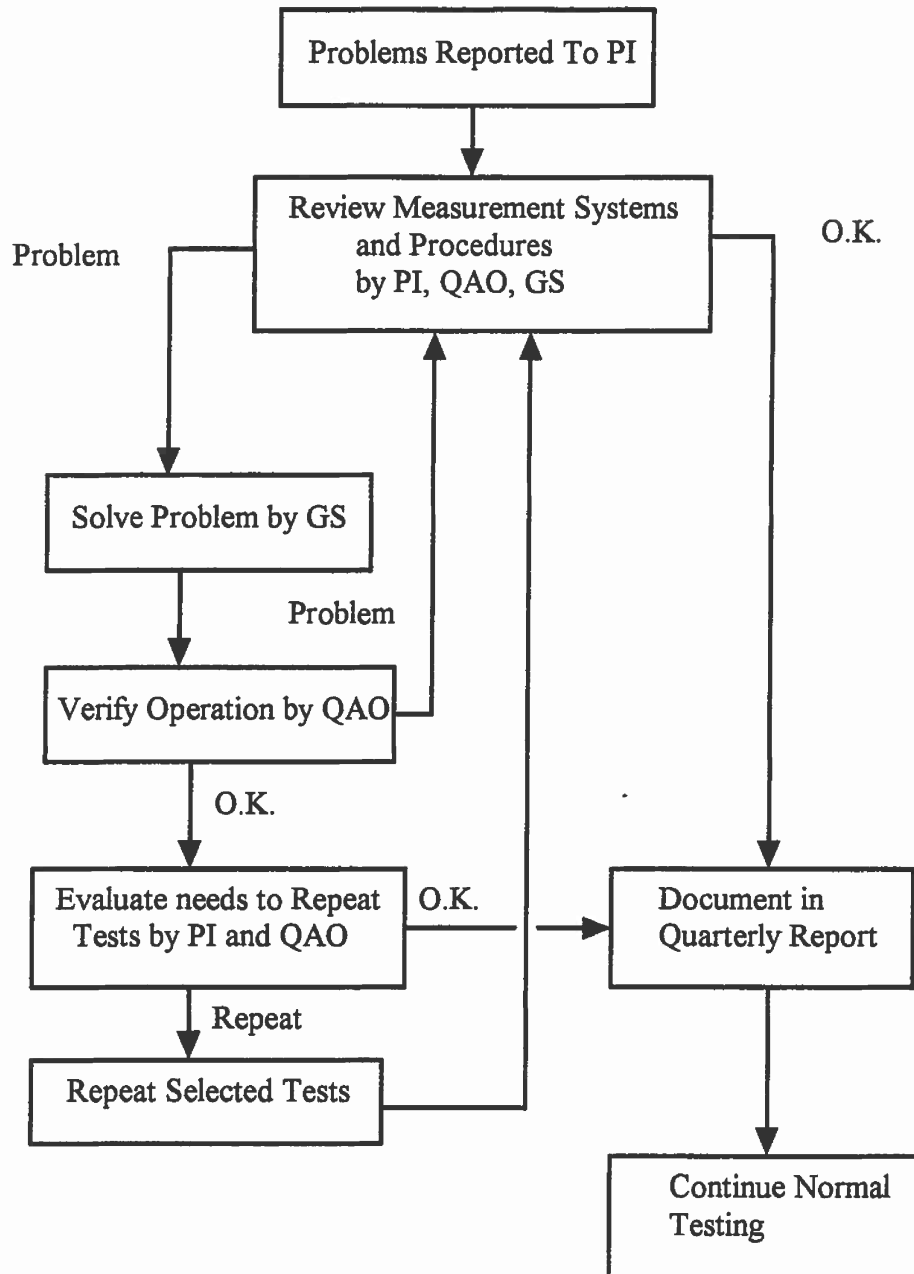 Problems Reported To PI
Review Measurement Systems
and Procedures
by PI, QAO, GS
O.K.
Problem
Solve Problem by GS
Problem
Verify Operation by QAO
O.K.
Evaluate needs to Repeat
Tests by PI and QAO
O.K.
Document in
Quarterly Report
Repeat
Repeat Selected Tests
Continue Normal
Testing